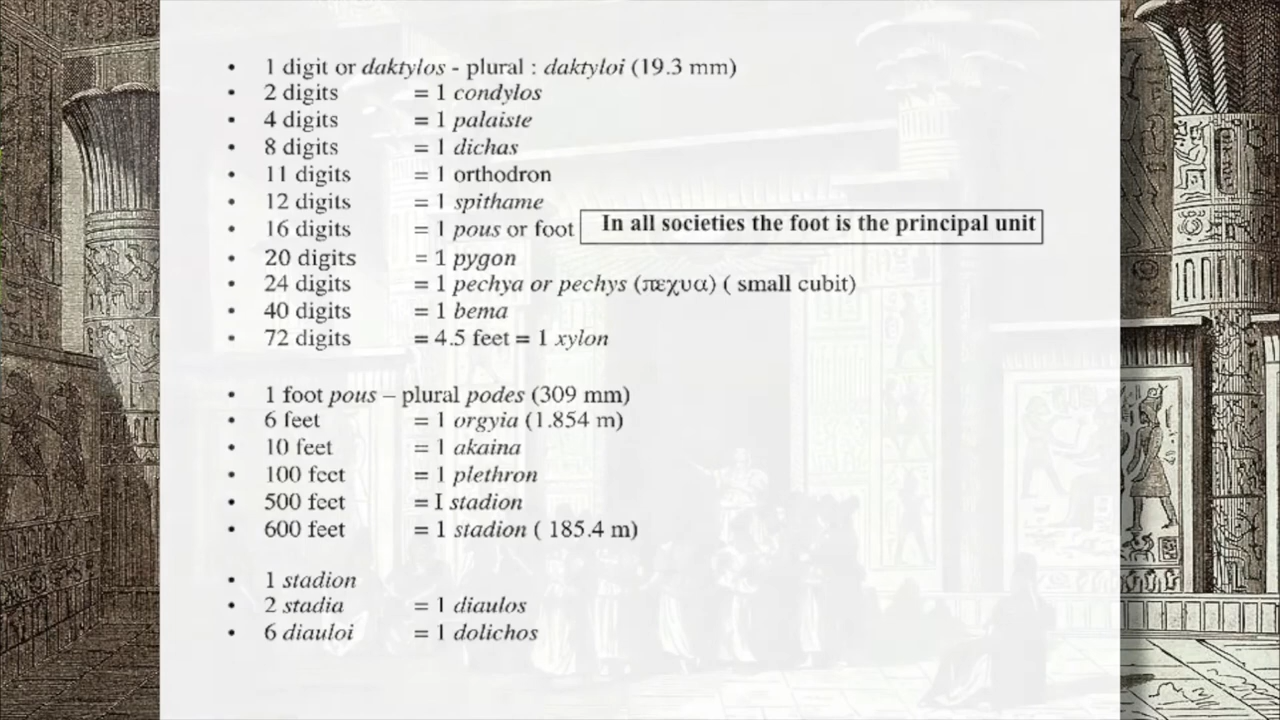 • 1 digit or daktylos - plural : daktyloi (19.3 mm)
• 2 digits = 1 condylos
• 4 digits = 1 palaiste
• 8 digits = 1 dichas
• 11 digits = 1 orthodron
• 12 digits = 1 spithame
• 16 digits = 1 pous or foot In all societies the foot is the principal unit
• 20 digits = 1 pygon
• 24 digits = 1 pechya or pechys (πεχυα) ( small cubit)
• 40 digits = 1 bema
• 72 digits = 4.5 feet = 1 xylon
• 1 foot pous – plural podes (309 mm)
• 6 feet = 1 orgyia (1.854 m)
• 10 feet = 1 akaina
• 100 feet = 1 plethron
• 500 feet = I stadion
• 600 feet = 1 stadion ( 185.4 m)
• 1 stadion
• 2 stadia = 1 diaulos
• 6 diauloi = 1 dolichos